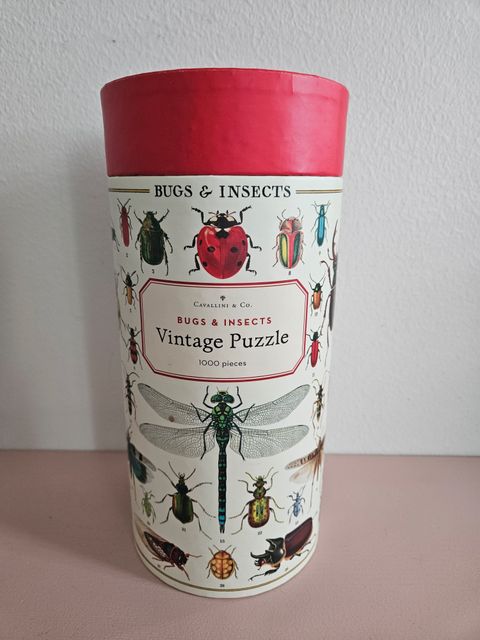 BUGS & INSECTS
CAVALLINI & CO.
BUGS & INSECTS
Vintage Puzzle
1000 pieces